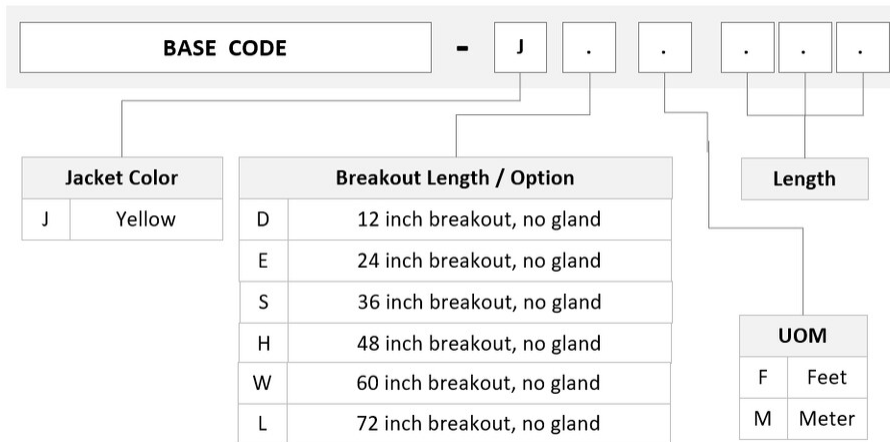 BASE CODE - J . . . . .
Jacket Color
J Yellow
Breakout Length / Option
D 12 inch breakout, no gland
E 24 inch breakout, no gland
S 36 inch breakout, no gland
H 48 inch breakout, no gland
W 60 inch breakout, no gland
L 72 inch breakout, no gland
Length
UOM
F Feet
M Meter